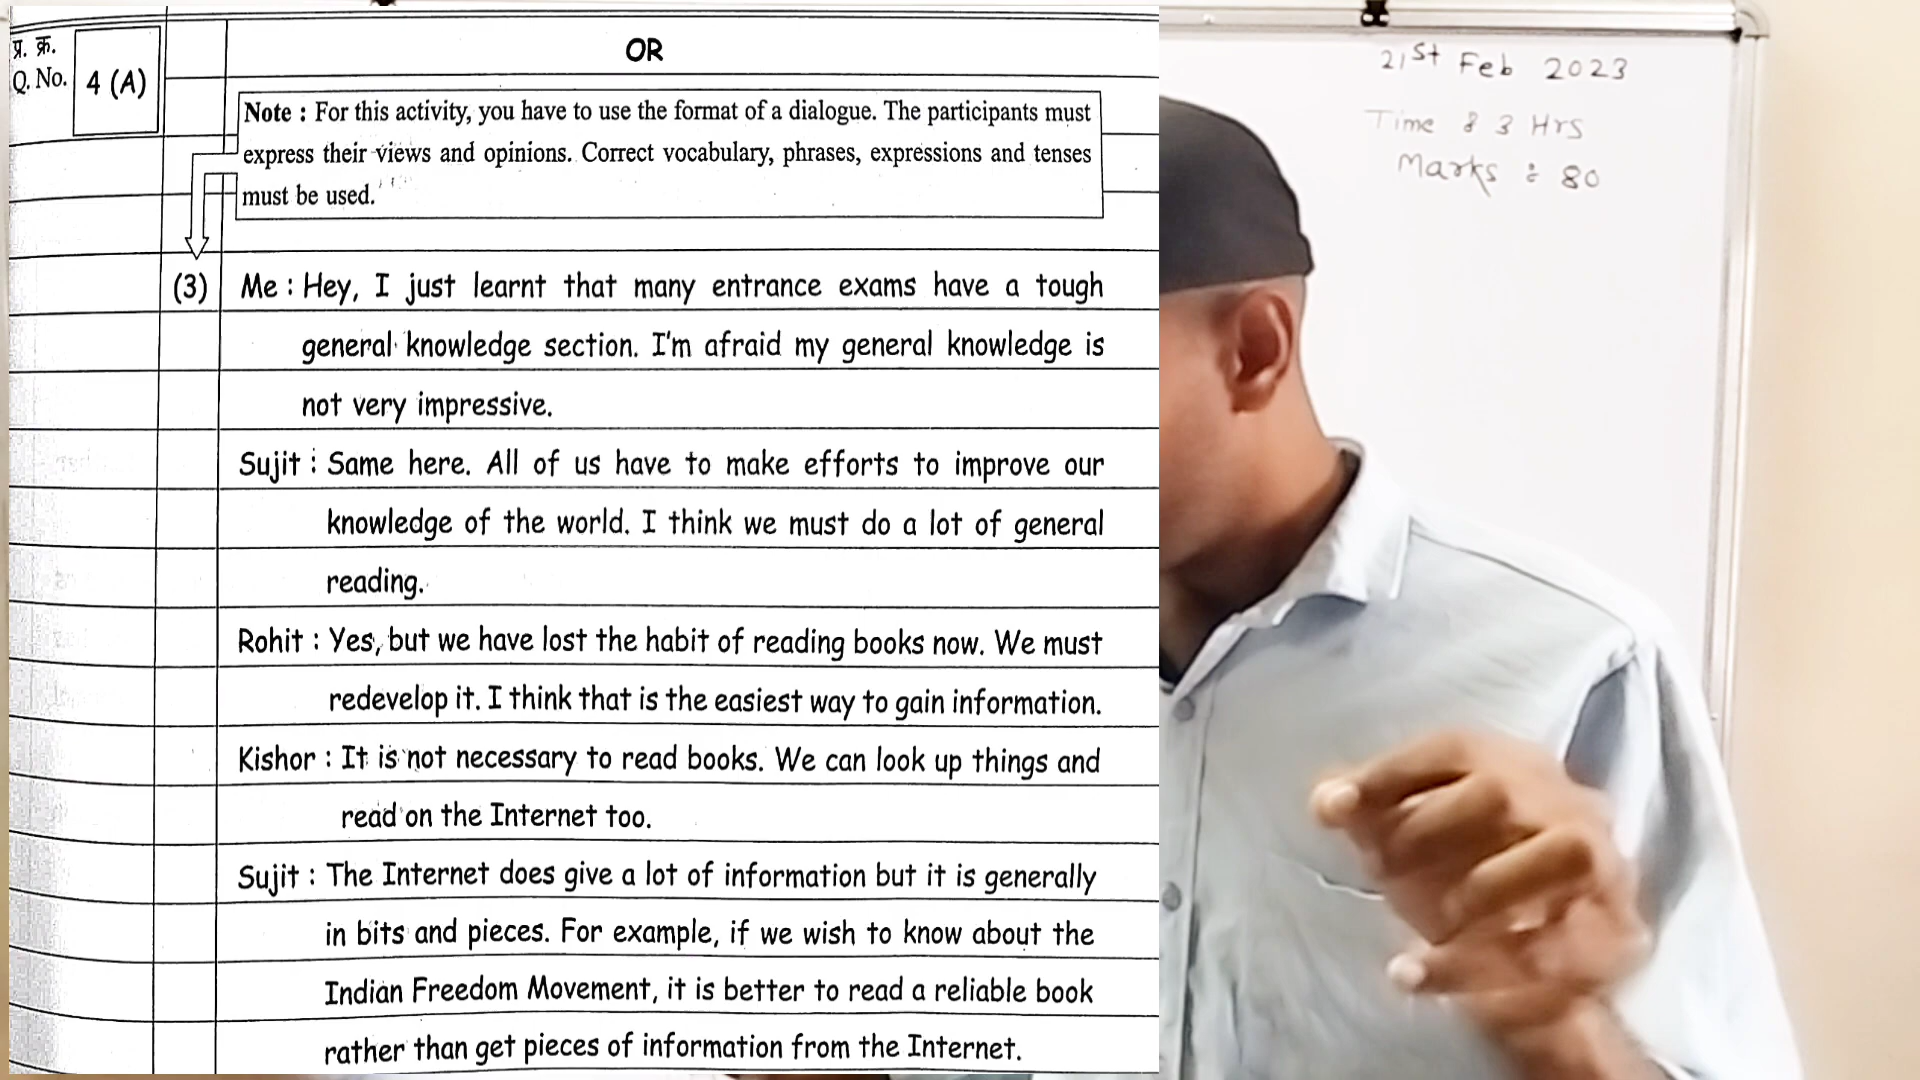 प्र. क्र.
Q. No.
4 (A)
OR
Note : For this activity, you have to use the format of a dialogue. The participants must
express their views and opinions. Correct vocabulary, phrases, expressions and tenses
must be used.
(3) Me : Hey, I just learnt that many entrance exams have a tough
general knowledge section. I'm afraid my general knowledge is
not very impressive.
Sujit : Same here. All of us have to make efforts to improve our
knowledge of the world. I think we must do a lot of general
reading.
Rohit : Yes, but we have lost the habit of reading books now. We must
redevelop it. I think that is the easiest way to gain information.
Kishor : It is not necessary to read books. We can look up things and
read on the Internet too.
Sujit : The Internet does give a lot of information but it is generally
in bits and pieces. For example, if we wish to know about the
Indian Freedom Movement, it is better to read a reliable book
rather than get pieces of information from the Internet.
21st Feb 2023
Time : 3 Hrs
Marks : 80